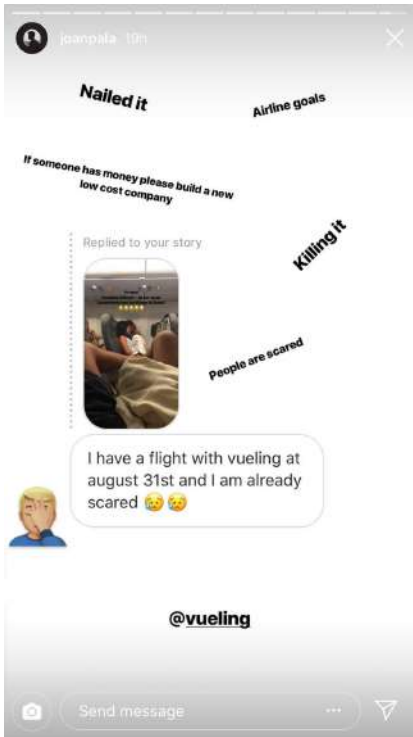 joanpala 19h
Nailed it
Airline goals
If someone has money please build a new
low cost company
Killing it
Replied to your story
People are scared
I have a flight with vueling at
august 31st and I am already
scared 😥😥
@vueling
Send message